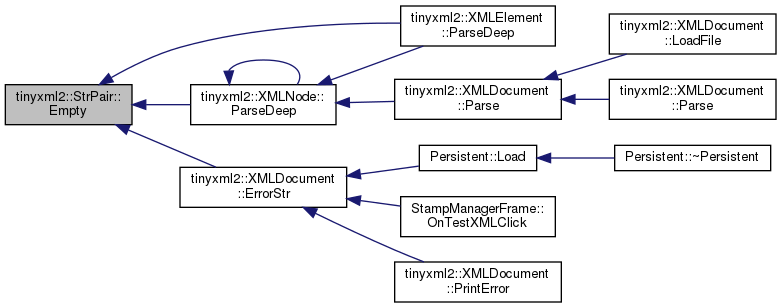 tinyxml2::StrPair::
Empty
tinyxml2::XMLElement
::ParseDeep
tinyxml2::XMLNode::
ParseDeep
tinyxml2::XMLDocument
::Parse
tinyxml2::XMLDocument
::LoadFile
tinyxml2::XMLDocument
::Parse
tinyxml2::XMLDocument
::ErrorStr
Persistent::Load
Persistent::~Persistent
StampManagerFrame::
OnTestXMLClick
tinyxml2::XMLDocument
::PrintError